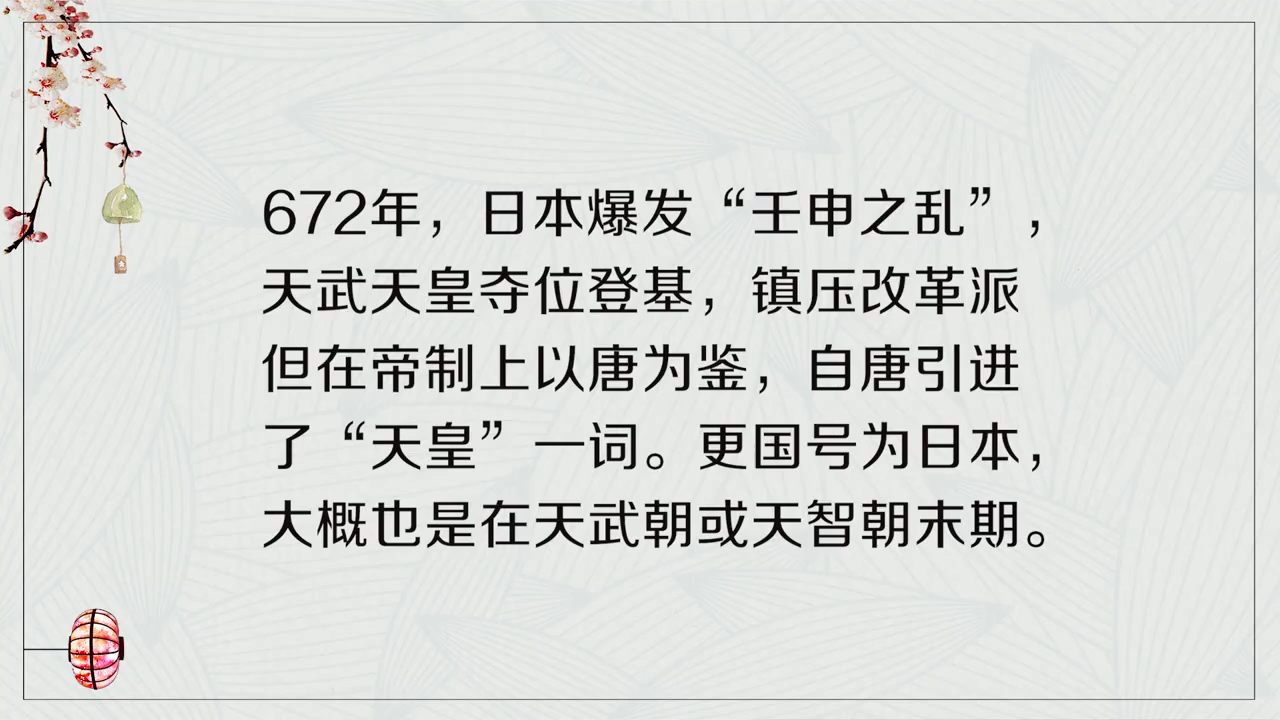 672年，日本爆发“壬申之乱”，
天武天皇夺位登基，镇压改革派
但在帝制上以唐为鉴，自唐引进
了“天皇”一词。更国号为日本，
大概也是在天武朝或天智朝末期。